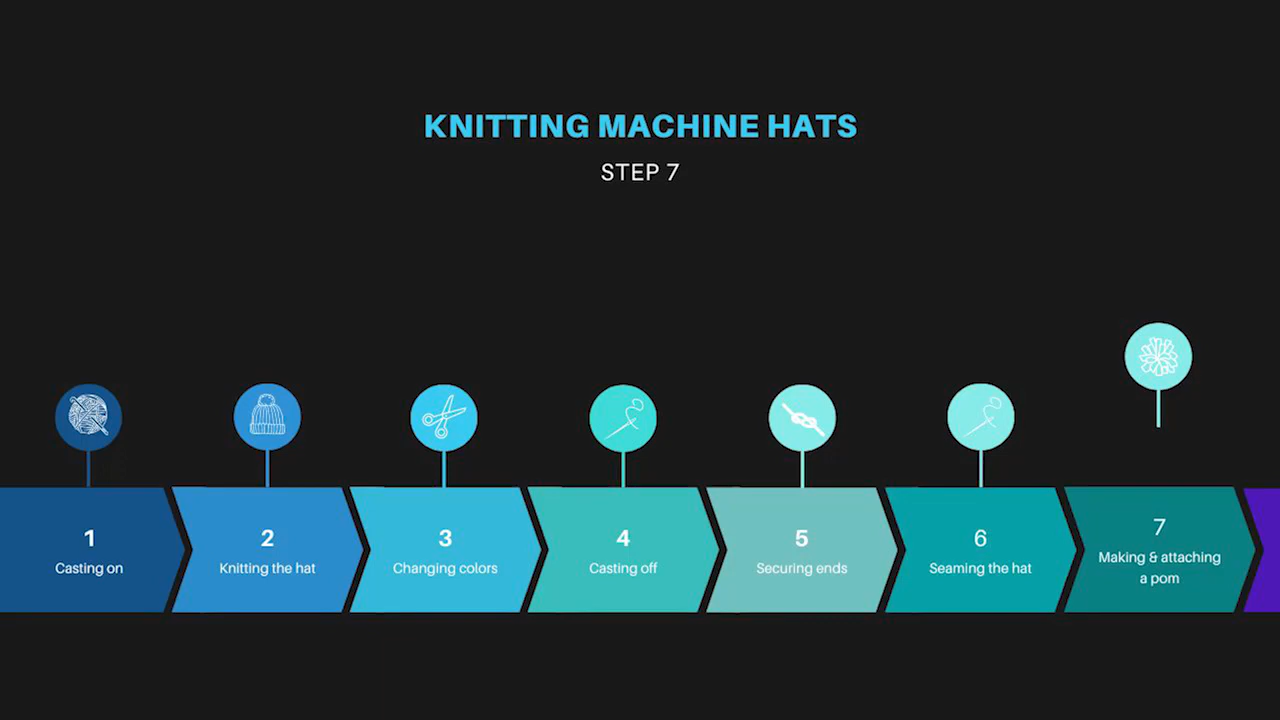 KNITTING MACHINE HATS
STEP 7
1
Casting on
2
Knitting the hat
3
Changing colors
4
Casting off
5
Securing ends
6
Seaming the hat
7
Making & attaching
a pom